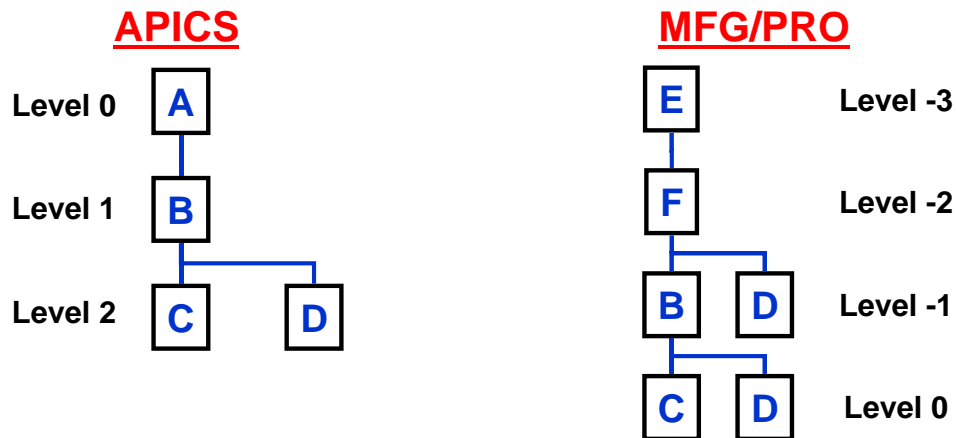 APICS MFG/PRO
Level 0 A E Level -3
Level 1 B F Level -2
Level 2 C D B D Level -1
C D Level 0